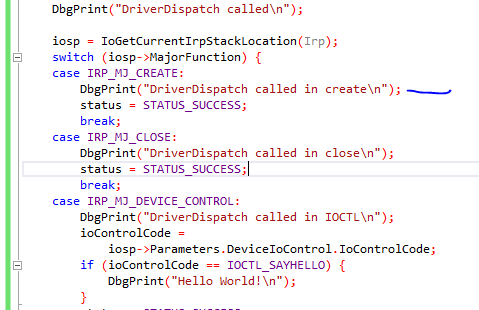 DbgPrint("DriverDispatch called\n");
iosp = IoGetCurrentIrpStackLocation(Irp);
switch (iosp->MajorFunction) {
case IRP_MJ_CREATE:
DbgPrint("DriverDispatch called in create\n");
status = STATUS_SUCCESS;
break;
case IRP_MJ_CLOSE:
DbgPrint("DriverDispatch called in close\n");
status = STATUS_SUCCESS;
break;
case IRP_MJ_DEVICE_CONTROL:
DbgPrint("DriverDispatch called in IOCTL\n");
ioControlCode =
iosp->Parameters.DeviceIoControl.IoControlCode;
if (ioControlCode == IOCTL_SAYHELLO) {
DbgPrint("Hello World!\n");
}